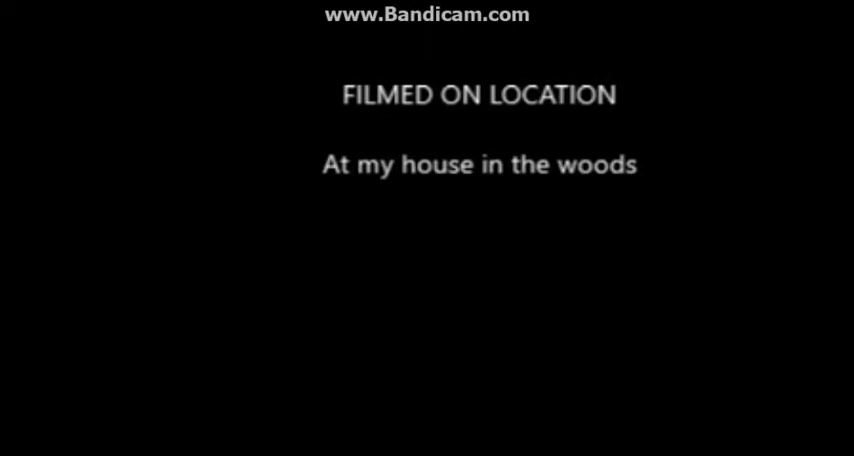 www.Bandicam.com
FILMED ON LOCATION
At my house in the woods